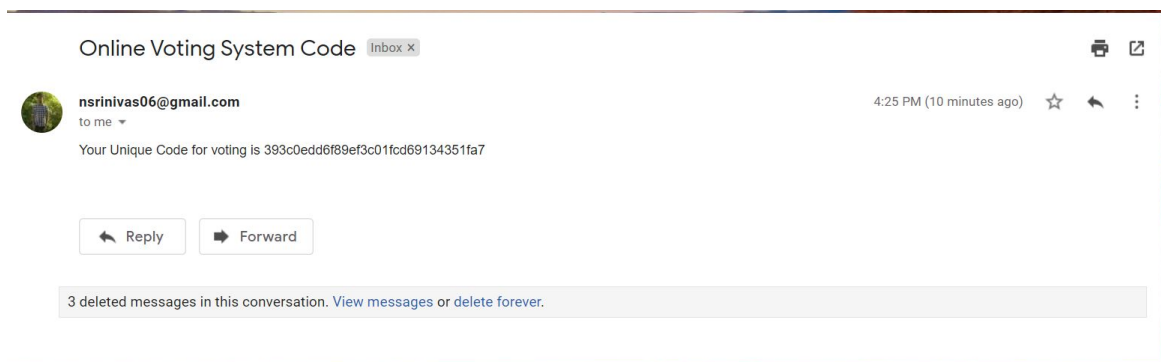 Online Voting System Code Inbox ×
nsrinivas06@gmail.com 4:25 PM (10 minutes ago)
to me
Your Unique Code for voting is 393c0edd6f89ef3c01fcd69134351fa7
Reply Forward
3 deleted messages in this conversation. View messages or delete forever.